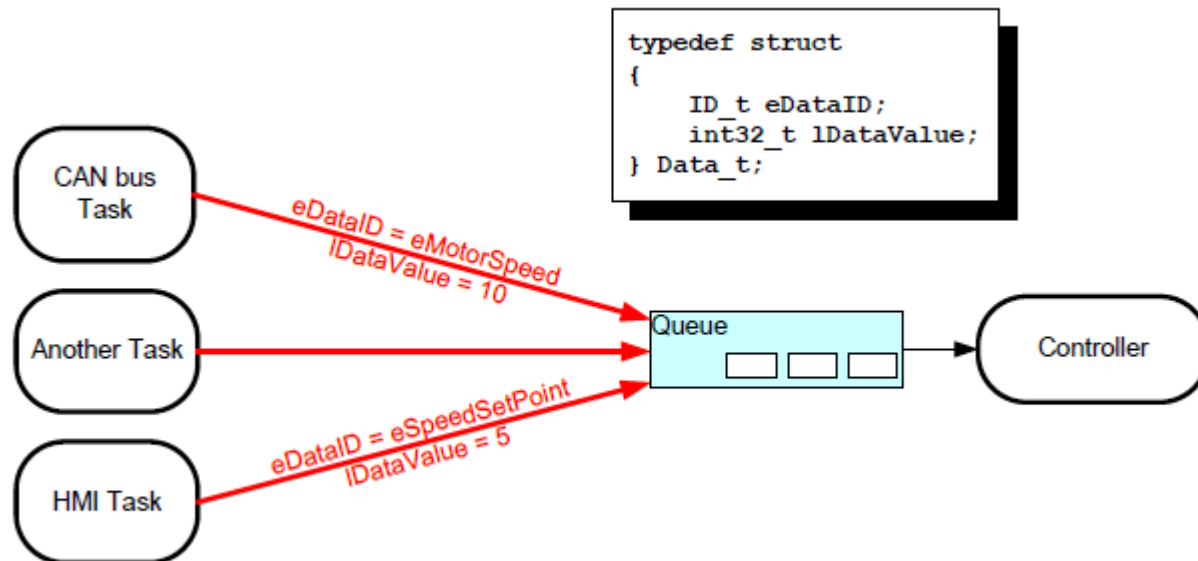 typedef struct
{
    ID_t eDataID;
    int32_t lDataValue;
} Data_t;
CAN bus
Task
eDataID = eMotorSpeed
lDataValue = 10
Another Task
Queue
Controller
eDataID = eSpeedSetPoint
lDataValue = 5
HMI Task